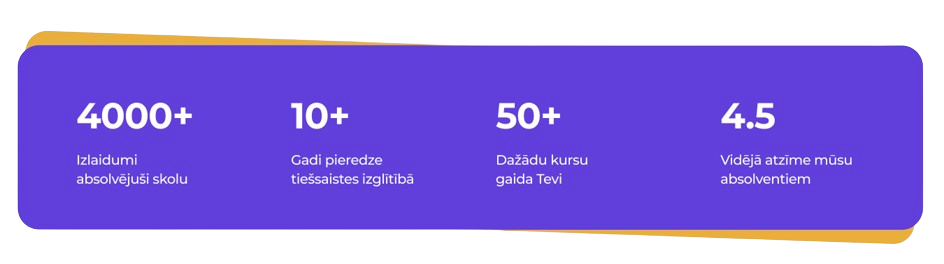 4000+
Izlaidumi
absolvējuši skolu
10+
Gadi pieredze
tiešsaistes izglītībā
50+
Dažādu kursu
gaida Tevi
4.5
Vidējā atzīme mūsu
absolventiem